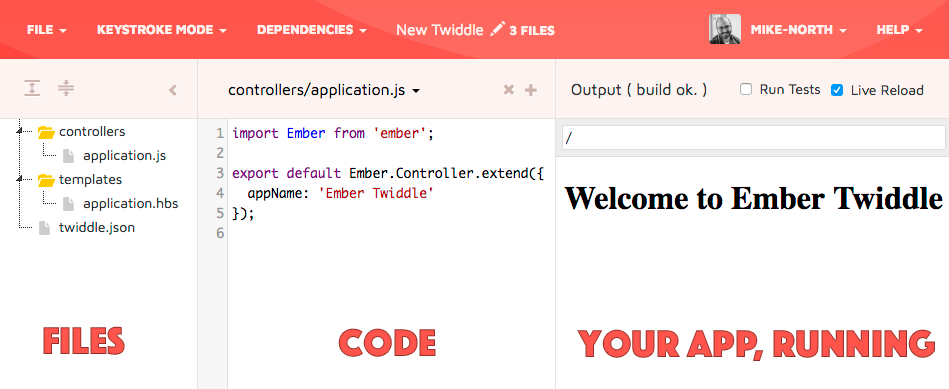 FILE KEYSTROKE MODE DEPENDENCIES New Twiddle 3 FILES MIKE-NORTH HELP
controllers/application.js Output ( build ok. ) Run Tests Live Reload
controllers
application.js
templates
application.hbs
twiddle.json
1 import Ember from 'ember';
2
3 export default Ember.Controller.extend({
4 appName: 'Ember Twiddle'
5 });
6
/
Welcome to Ember Twiddle
FILES
CODE
YOUR APP, RUNNING